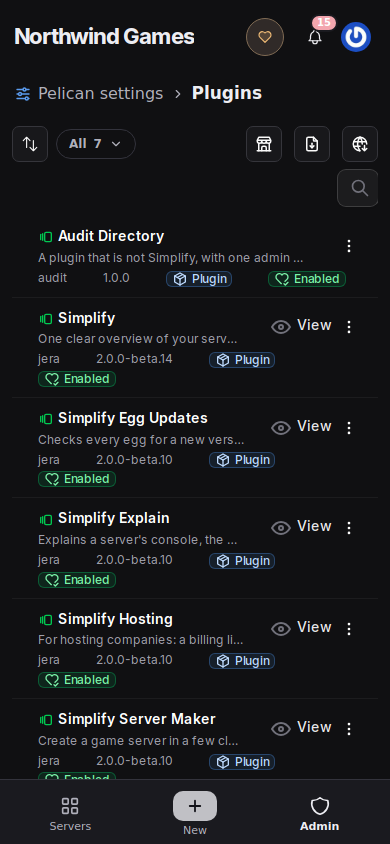 Northwind Games
15
Pelican settings > Plugins
All 7
Audit Directory
A plugin that is not Simplify, with one admin ...
audit 1.0.0 Plugin Enabled
Simplify
View
One clear overview of your serv...
jera 2.0.0-beta.14 Plugin
Enabled
Simplify Egg Updates
View
Checks every egg for a new vers...
jera 2.0.0-beta.10 Plugin
Enabled
Simplify Explain
View
Explains a server's console, the ...
jera 2.0.0-beta.10 Plugin
Enabled
Simplify Hosting
View
For hosting companies: a billing li...
jera 2.0.0-beta.10 Plugin
Enabled
Simplify Server Maker
View
Create a game server in a few cl...
jera 2.0.0-beta.10 Plugin
Enabled
Servers New Admin